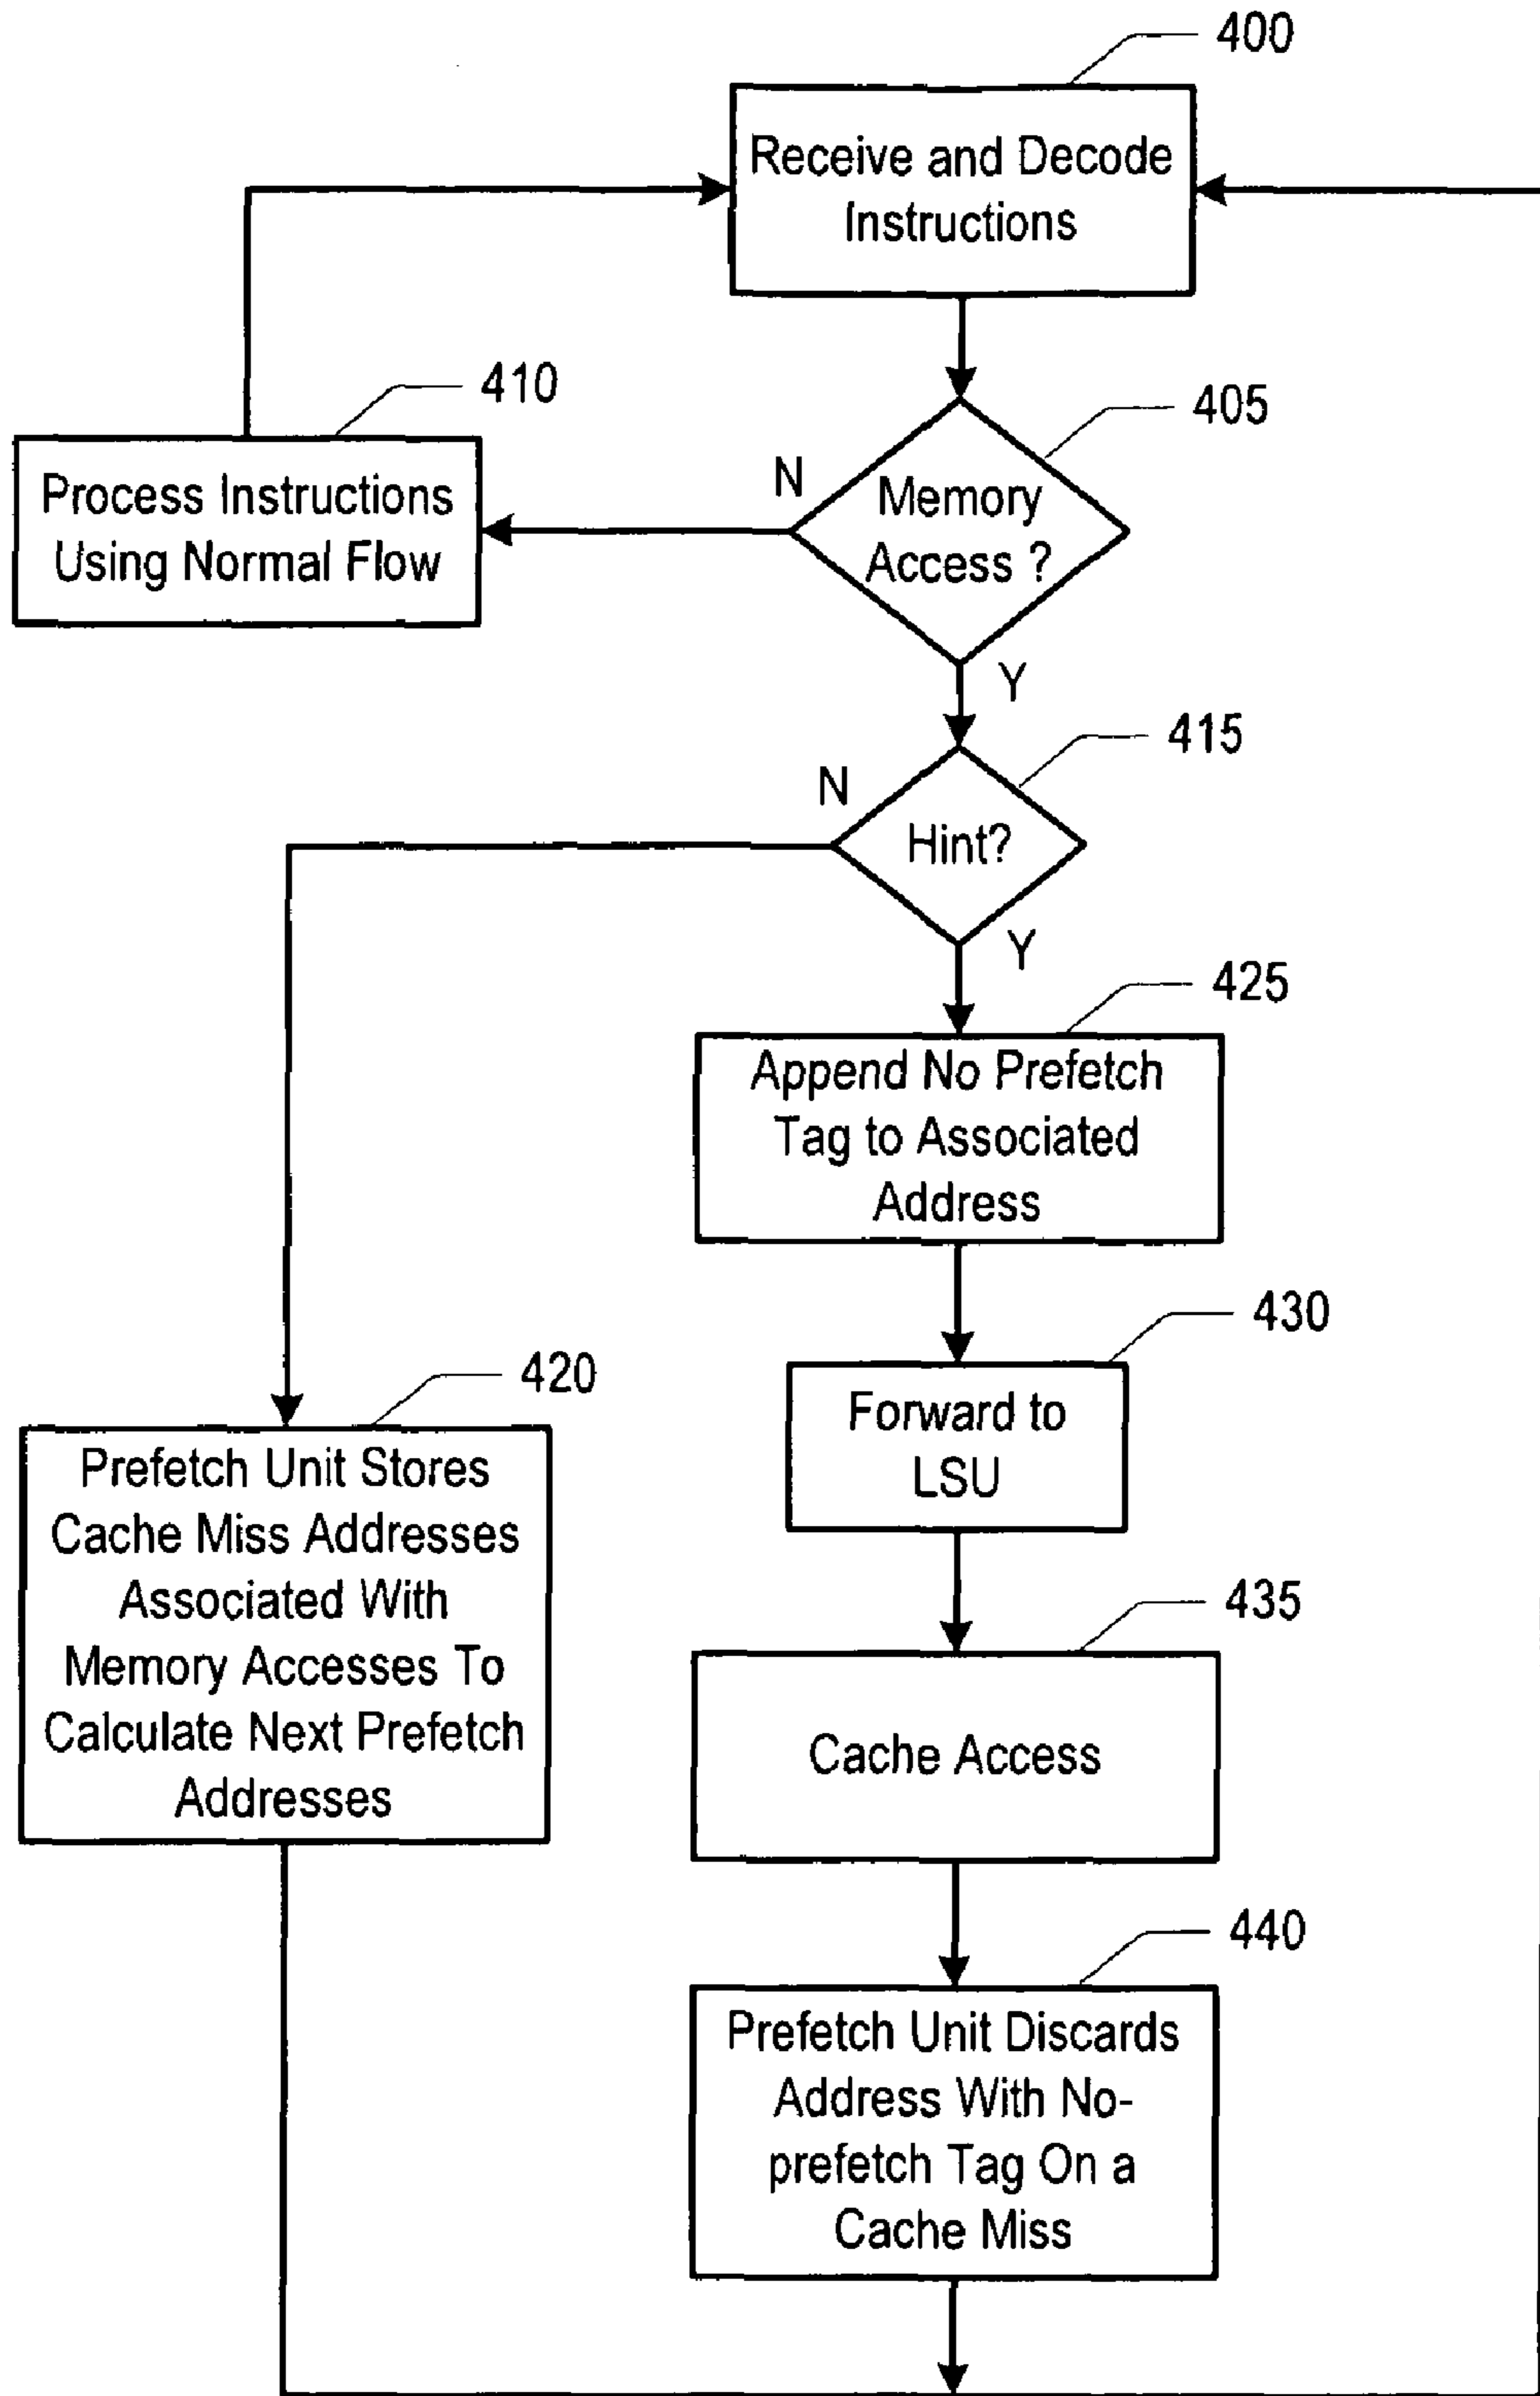 400
Receive and Decode
Instructions
410
405
Process Instructions
Using Normal Flow
N
Memory
Access ?
Y
415
N
Hint?
Y
425
Append No Prefetch
Tag to Associated
Address
430
Forward to
LSU
420
Prefetch Unit Stores
Cache Miss Addresses
Associated With
Memory Accesses To
Calculate Next Prefetch
Addresses
435
Cache Access
440
Prefetch Unit Discards
Address With No-
prefetch Tag On a
Cache Miss